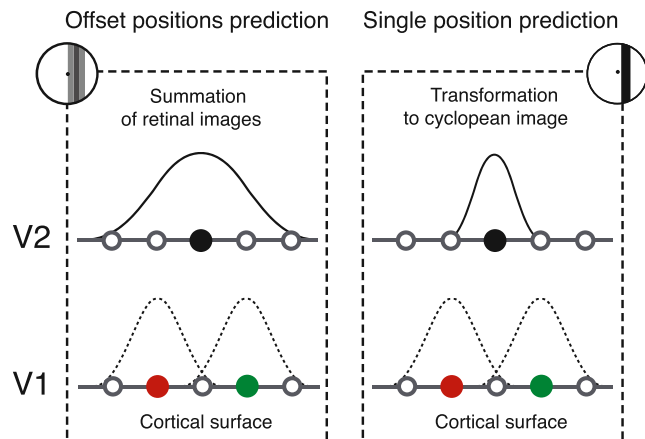 Offset positions prediction
Single position prediction
Summation
of retinal images
Transformation
to cyclopean image
V2
V1
Cortical surface
Cortical surface